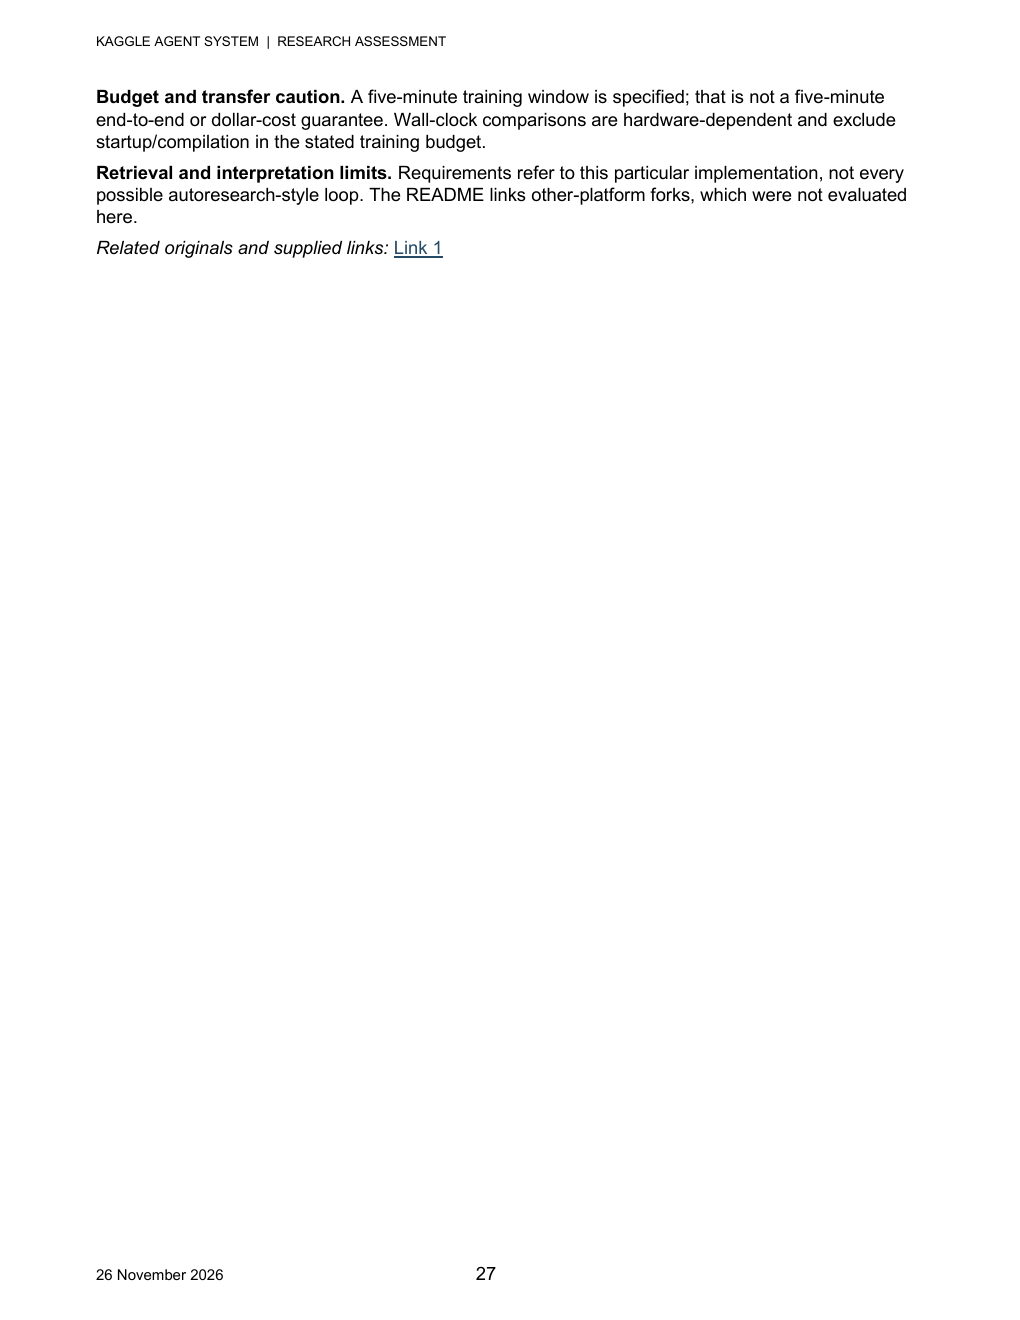 KAGGLE AGENT SYSTEM | RESEARCH ASSESSMENT
Budget and transfer caution. A five-minute training window is specified; that is not a five-minute
end-to-end or dollar-cost guarantee. Wall-clock comparisons are hardware-dependent and exclude
startup/compilation in the stated training budget.
Retrieval and interpretation limits. Requirements refer to this particular implementation, not every
possible autoresearch-style loop. The README links other-platform forks, which were not evaluated
here.
Related originals and supplied links: Link 1
26 November 2026 27